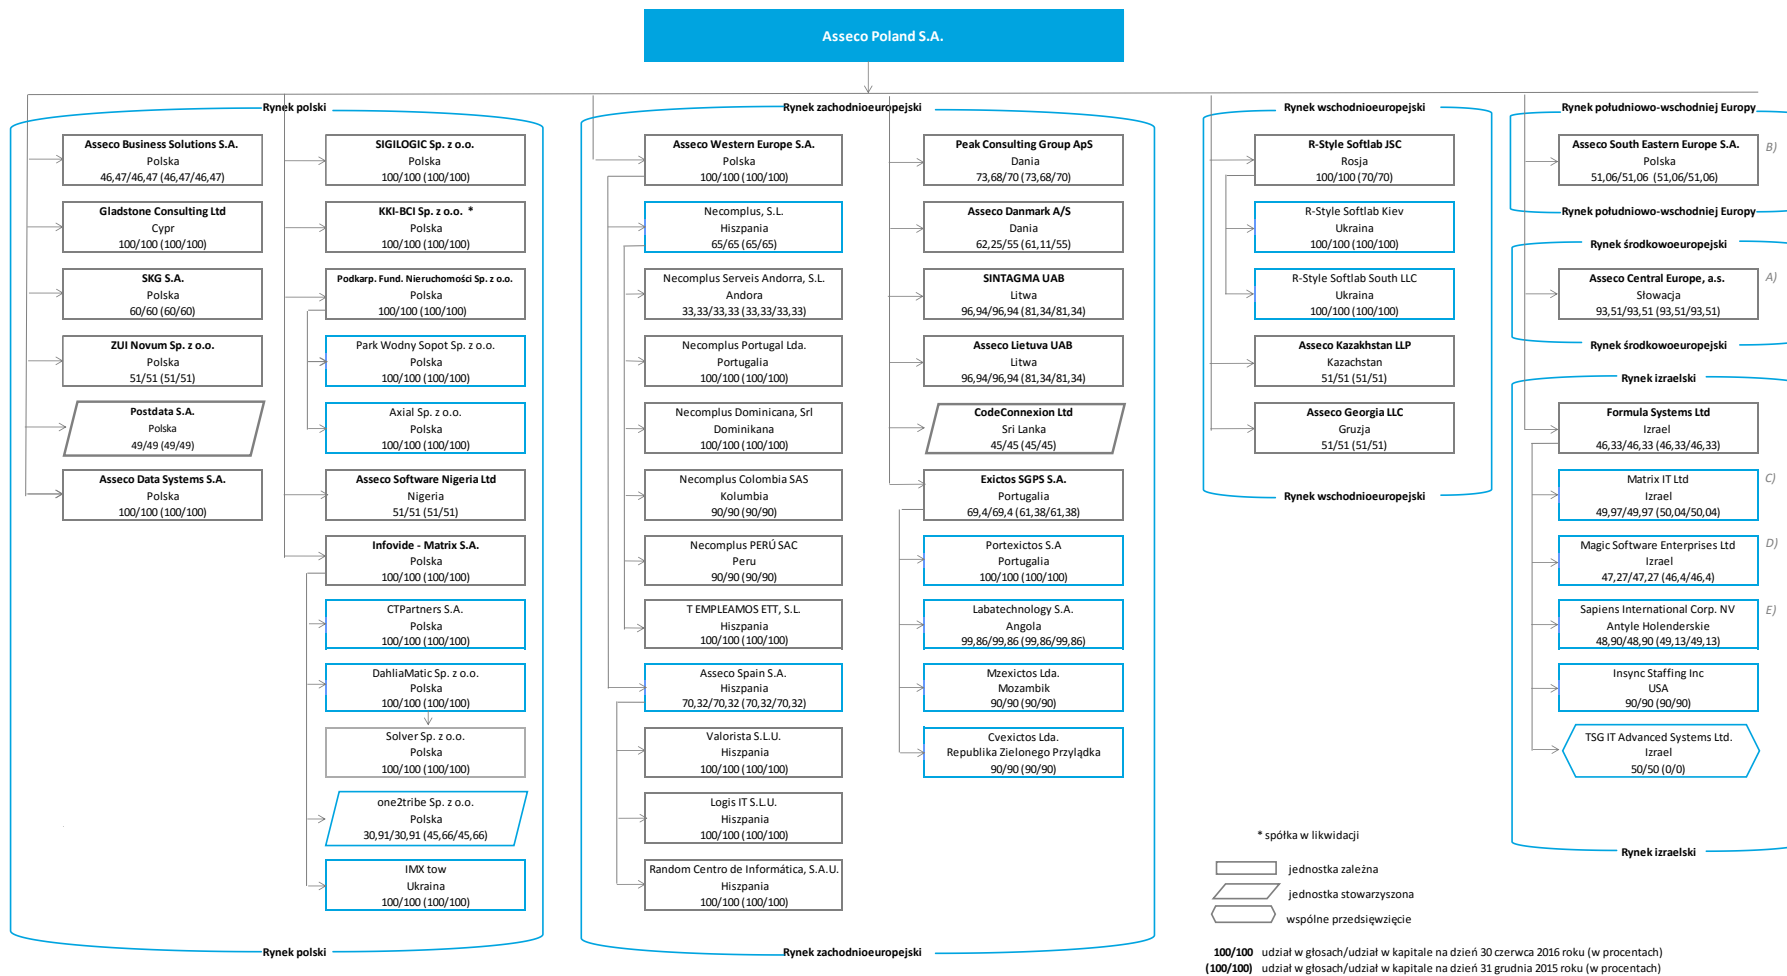 Asseco Poland S.A.
Rynek polski
Asseco Business Solutions S.A.
Polska
46,47/46,47 (46,47/46,47)
Gladstone Consulting Ltd
Cypr
100/100 (100/100)
SKG S.A.
Polska
60/60 (60/60)
ZUI Novum Sp. z o.o.
Polska
51/51 (51/51)
Postdata S.A.
Polska
49/49 (49/49)
Asseco Data Systems S.A.
Polska
100/100 (100/100)
SIGILOGIC Sp. z o.o.
Polska
100/100 (100/100)
KKI-BCI Sp. z o.o. *
Polska
100/100 (100/100)
Podkarp. Fund. Nieruchomości Sp. z o.o.
Polska
100/100 (100/100)
Park Wodny Sopot Sp. z o.o.
Polska
100/100 (100/100)
Axial Sp. z o.o.
Polska
100/100 (100/100)
Asseco Software Nigeria Ltd
Nigeria
51/51 (51/51)
Infovide - Matrix S.A.
Polska
100/100 (100/100)
CTPartners S.A.
Polska
100/100 (100/100)
DahliaMatic Sp. z o.o.
Polska
100/100 (100/100)
Solver Sp. z o.o.
Polska
100/100 (100/100)
one2tribe Sp. z o.o.
Polska
30,91/30,91 (45,66/45,66)
IMX tow
Ukraina
100/100 (100/100)
Rynek polski
Rynek zachodnioeuropejski
Asseco Western Europe S.A.
Polska
100/100 (100/100)
Necomplus, S.L.
Hiszpania
65/65 (65/65)
Necomplus Serveis Andorra, S.L.
Andora
33,33/33,33 (33,33/33,33)
Necomplus Portugal Lda.
Portugalia
100/100 (100/100)
Necomplus Dominicana, Srl
Dominikana
100/100 (100/100)
Necomplus Colombia SAS
Kolumbia
90/90 (90/90)
Necomplus PERÚ SAC
Peru
90/90 (90/90)
T EMPLEAMOS ETT, S.L.
Hiszpania
100/100 (100/100)
Asseco Spain S.A.
Hiszpania
70,32/70,32 (70,32/70,32)
Valorista S.L.U.
Hiszpania
100/100 (100/100)
Logis IT S.L.U.
Hiszpania
100/100 (100/100)
Random Centro de Informática, S.A.U.
Hiszpania
100/100 (100/100)
Peak Consulting Group ApS
Dania
73,68/70 (73,68/70)
Asseco Danmark A/S
Dania
62,25/55 (61,11/55)
SINTAGMA UAB
Litwa
96,94/96,94 (81,34/81,34)
Asseco Lietuva UAB
Litwa
96,94/96,94 (81,34/81,34)
CodeConnexion Ltd
Sri Lanka
45/45 (45/45)
Exictos SGPS S.A.
Portugalia
69,4/69,4 (61,38/61,38)
Portexictos S.A
Portugalia
100/100 (100/100)
Labatechnology S.A.
Angola
99,86/99,86 (99,86/99,86)
Mzexictos Lda.
Mozambik
90/90 (90/90)
Cvexictos Lda.
Republika Zielonego Przylądka
90/90 (90/90)
Rynek zachodnioeuropejski
Rynek wschodnioeuropejski
R-Style Softlab JSC
Rosja
100/100 (70/70)
R-Style Softlab Kiev
Ukraina
100/100 (100/100)
R-Style Softlab South LLC
Ukraina
100/100 (100/100)
Asseco Kazakhstan LLP
Kazachstan
51/51 (51/51)
Asseco Georgia LLC
Gruzja
51/51 (51/51)
Rynek wschodnioeuropejski
Rynek południowo-wschodniej Europy
Asseco South Eastern Europe S.A.
Polska
51,06/51,06 (51,06/51,06)
B)
Rynek południowo-wschodniej Europy
Rynek środkowoeuropejski
Asseco Central Europe, a.s.
Słowacja
93,51/93,51 (93,51/93,51)
A)
Rynek środkowoeuropejski
Rynek izraelski
Formula Systems Ltd
Izrael
46,33/46,33 (46,33/46,33)
Matrix IT Ltd
Izrael
49,97/49,97 (50,04/50,04)
C)
Magic Software Enterprises Ltd
Izrael
47,27/47,27 (46,4/46,4)
D)
Sapiens International Corp. NV
Antyle Holenderskie
48,90/48,90 (49,13/49,13)
E)
Insync Staffing Inc
USA
90/90 (90/90)
TSG IT Advanced Systems Ltd.
Izrael
50/50 (0/0)
Rynek izraelski
* spółka w likwidacji
jednostka zależna
jednostka stowarzyszona
wspólne przedsięwzięcie
100/100 udział w głosach/udział w kapitale na dzień 30 czerwca 2016 roku (w procentach)
(100/100) udział w głosach/udział w kapitale na dzień 31 grudnia 2015 roku (w procentach)